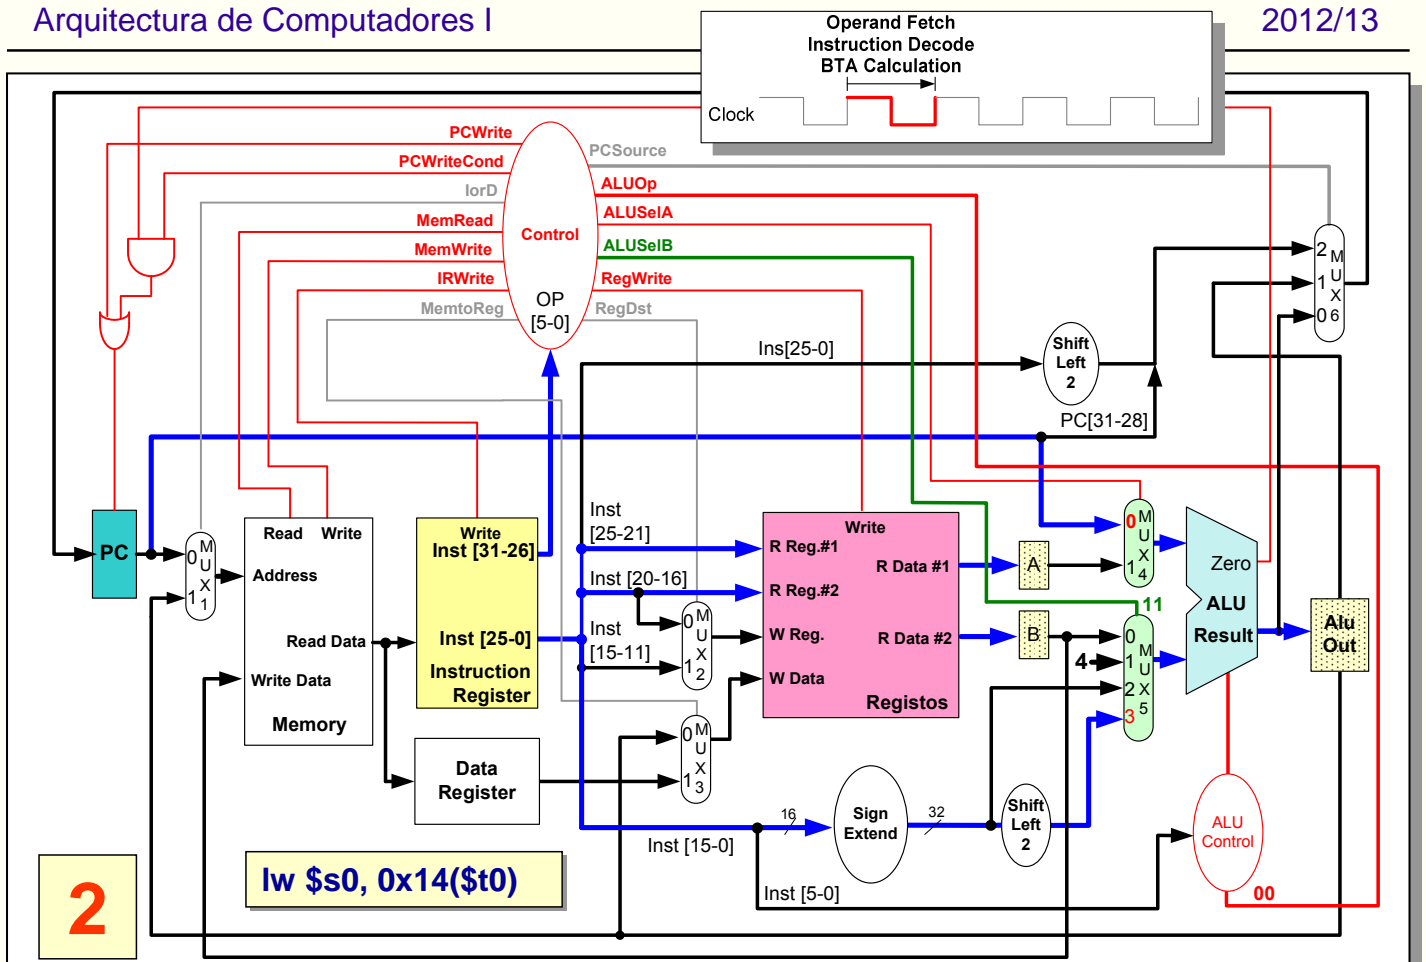 Arquitectura de Computadores I
2012/13
Operand Fetch
Instruction Decode
BTA Calculation
Clock
PCWrite
PCWriteCond
IorD
MemRead
MemWrite
IRWrite
MemtoReg
Control
OP
[5-0]
PCSource
ALUOp
ALUSelA
ALUSelB
RegWrite
RegDst
Ins[25-0]
Shift
Left
2
PC[31-28]
2
1
0
M
U
X
6
PC
0
1
M
U
X
1
Read Write
Address
Read Data
Write Data
Memory
Write
Inst [31-26]
Inst [25-0]
Instruction
Register
Data
Register
Inst
[25-21]
Inst [20-16]
Inst
[15-11]
0
1
M
U
X
2
0
1
M
U
X
3
Write
R Reg.#1
R Reg.#2
W Reg.
W Data
R Data #1
R Data #2
Registos
A
B
0
1
M
U
X
4
11
4
0
1
2
3
M
U
X
5
Zero
ALU
Result
Alu
Out
16
Sign
Extend
32
Shift
Left
2
ALU
Control
00
Inst [15-0]
Inst [5-0]
2
lw $s0, 0x14($t0)